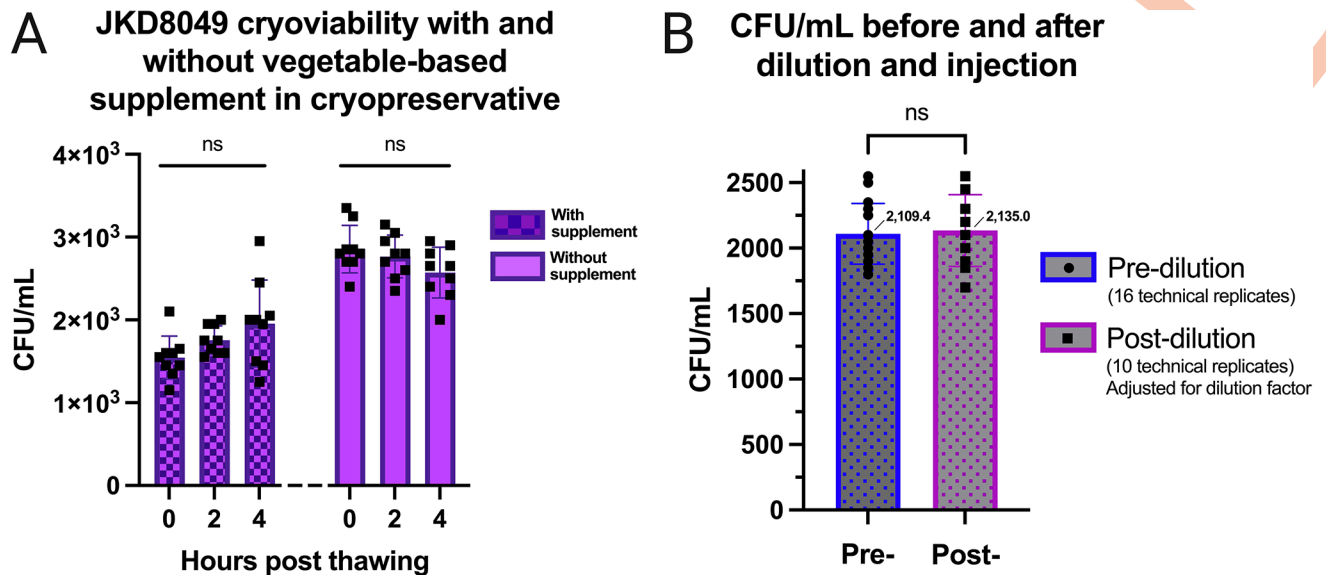 A
JKD8049 cryoviability with and
without vegetable-based
supplement in cryopreservative
ns
ns
4×10³
3×10³
2×10³
1×10³
0
CFU/mL
0 2 4 0 2 4
Hours post thawing
With
supplement
Without
supplement
B
CFU/mL before and after
dilution and injection
ns
2500
2000
1500
1000
500
0
CFU/mL
2,109.4
2,135.0
Pre- Post-
Pre-dilution
(16 technical replicates)
Post-dilution
(10 technical replicates)
Adjusted for dilution factor